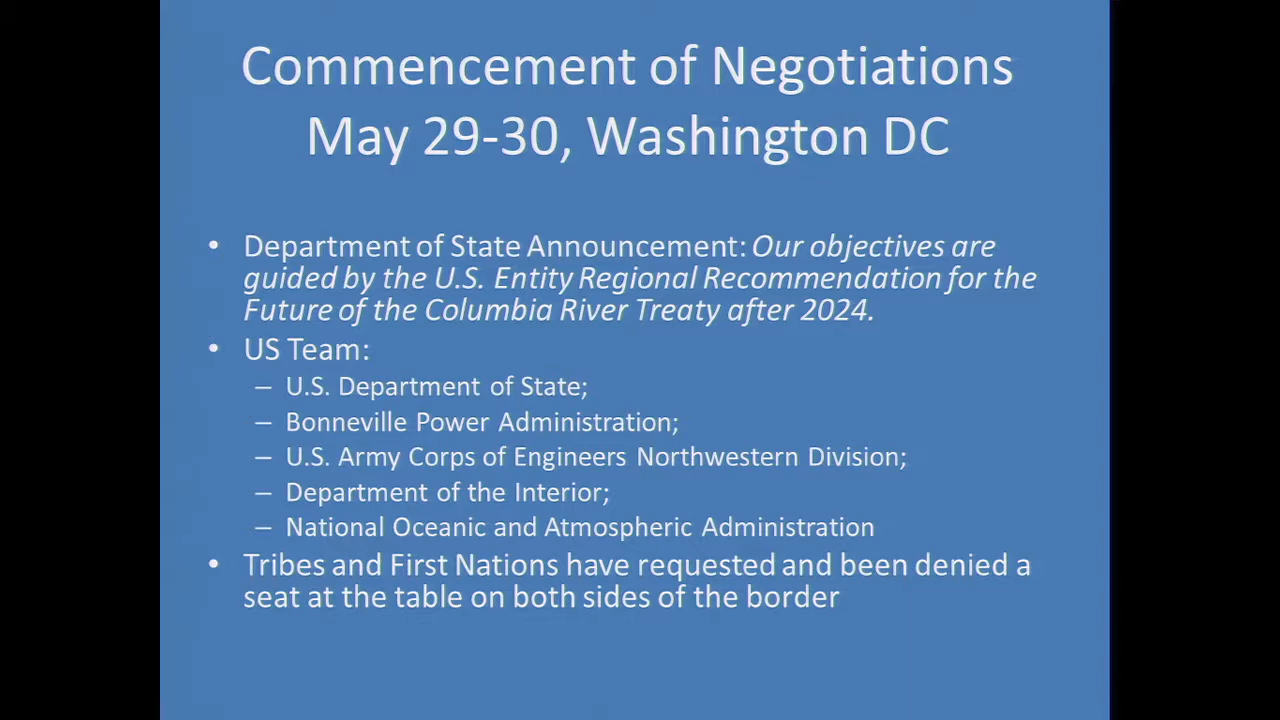 Commencement of Negotiations
May 29-30, Washington DC
• Department of State Announcement: Our objectives are
guided by the U.S. Entity Regional Recommendation for the
Future of the Columbia River Treaty after 2024.
• US Team:
– U.S. Department of State;
– Bonneville Power Administration;
– U.S. Army Corps of Engineers Northwestern Division;
– Department of the Interior;
– National Oceanic and Atmospheric Administration
• Tribes and First Nations have requested and been denied a
seat at the table on both sides of the border